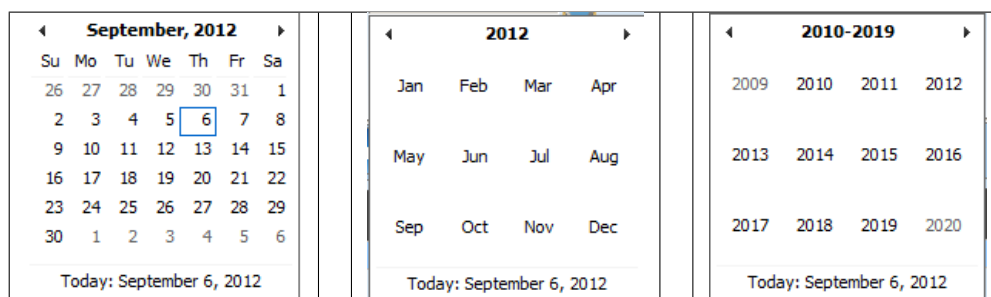 September, 2012
Su Mo Tu We Th Fr Sa
26 27 28 29 30 31 1
2 3 4 5 6 7 8
9 10 11 12 13 14 15
16 17 18 19 20 21 22
23 24 25 26 27 28 29
30 1 2 3 4 5 6
Today: September 6, 2012
2012
Jan Feb Mar Apr
May Jun Jul Aug
Sep Oct Nov Dec
Today: September 6, 2012
2010-2019
2009 2010 2011 2012
2013 2014 2015 2016
2017 2018 2019 2020
Today: September 6, 2012